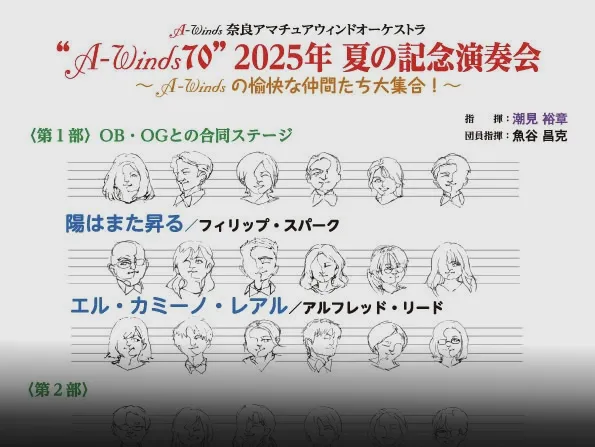 A-Winds 奈良アマチュアウィンドオーケストラ
“A-Winds70” 2025年 夏の記念演奏会
～ A-Winds の愉快な仲間たち大集合！～
指　揮：潮見 裕章
団員指揮：魚谷 昌克
〈第１部〉OB・OGとの合同ステージ
陽はまた昇る／フィリップ・スパーク
エル・カミーノ・レアル／アルフレッド・リード
〈第２部〉